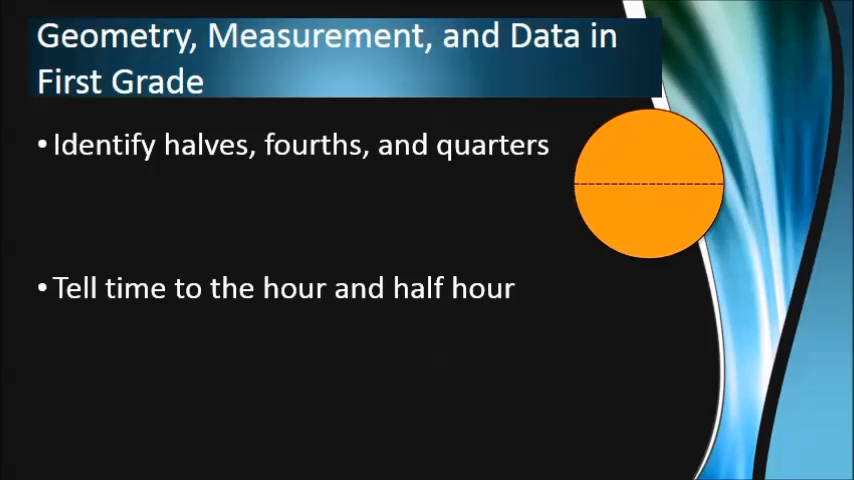 Geometry, Measurement, and Data in
First Grade
• Identify halves, fourths, and quarters
• Tell time to the hour and half hour